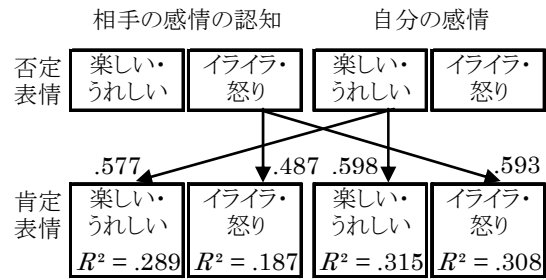 相手の感情の認知 自分の感情
否定 楽しい・ イライラ・ 楽しい・ イライラ・
表情 うれしい 怒り うれしい 怒り
.577 .487 .598 .593
肯定 楽しい・ イライラ・ 楽しい・ イライラ・
表情 うれしい 怒り うれしい 怒り
R² = .289 R² = .187 R² = .315 R² = .308